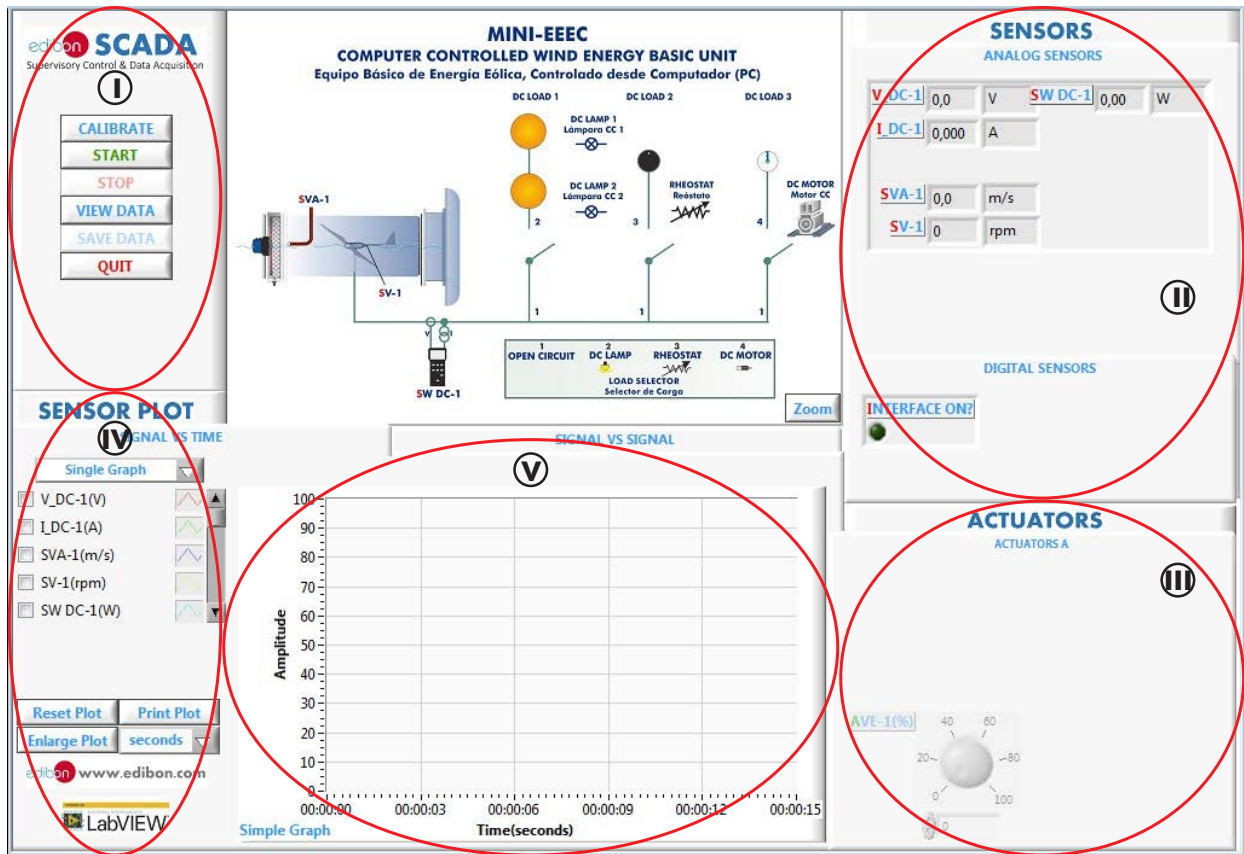 edibon SCADA
Supervisory Control & Data Acquisition
I
CALIBRATE
START
STOP
VIEW DATA
SAVE DATA
QUIT
MINI-EEEC
COMPUTER CONTROLLED WIND ENERGY BASIC UNIT
Equipo Básico de Energía Eólica, Controlado desde Computador (PC)
DC LOAD 1
DC LOAD 2
DC LOAD 3
DC LAMP 1
Lámpara CC 1
DC LAMP 2
Lámpara CC 2
RHEOSTAT
Reóstato
DC MOTOR
Motor CC
SVA-1
SV-1
2
3
4
1
1
1
V
I
SW DC-1
1
OPEN CIRCUIT
2
DC LAMP
3
RHEOSTAT
4
DC MOTOR
LOAD SELECTOR
Selector de Carga
Zoom
SENSORS
ANALOG SENSORS
V_DC-1 0,0 V SW DC-1 0,00 W
I_DC-1 0,000 A
SVA-1 0,0 m/s
SV-1 0 rpm
II
DIGITAL SENSORS
INTERFACE ON?
SENSOR PLOT
IV
SIGNAL VS TIME
SIGNAL VS SIGNAL
Single Graph
V_DC-1(V)
I_DC-1(A)
SVA-1(m/s)
SV-1(rpm)
SW DC-1(W)
Reset Plot Print Plot
Enlarge Plot seconds
edibon www.edibon.com
LabVIEW
V
100
90
80
70
60
50
40
30
20
10
0
Amplitude
00:00:00 00:00:03 00:00:06 00:00:09 00:00:12 00:00:15
Simple Graph
Time(seconds)
ACTUATORS
ACTUATORS A
III
AVE-1(%)
0 20 40 60 80 100
0